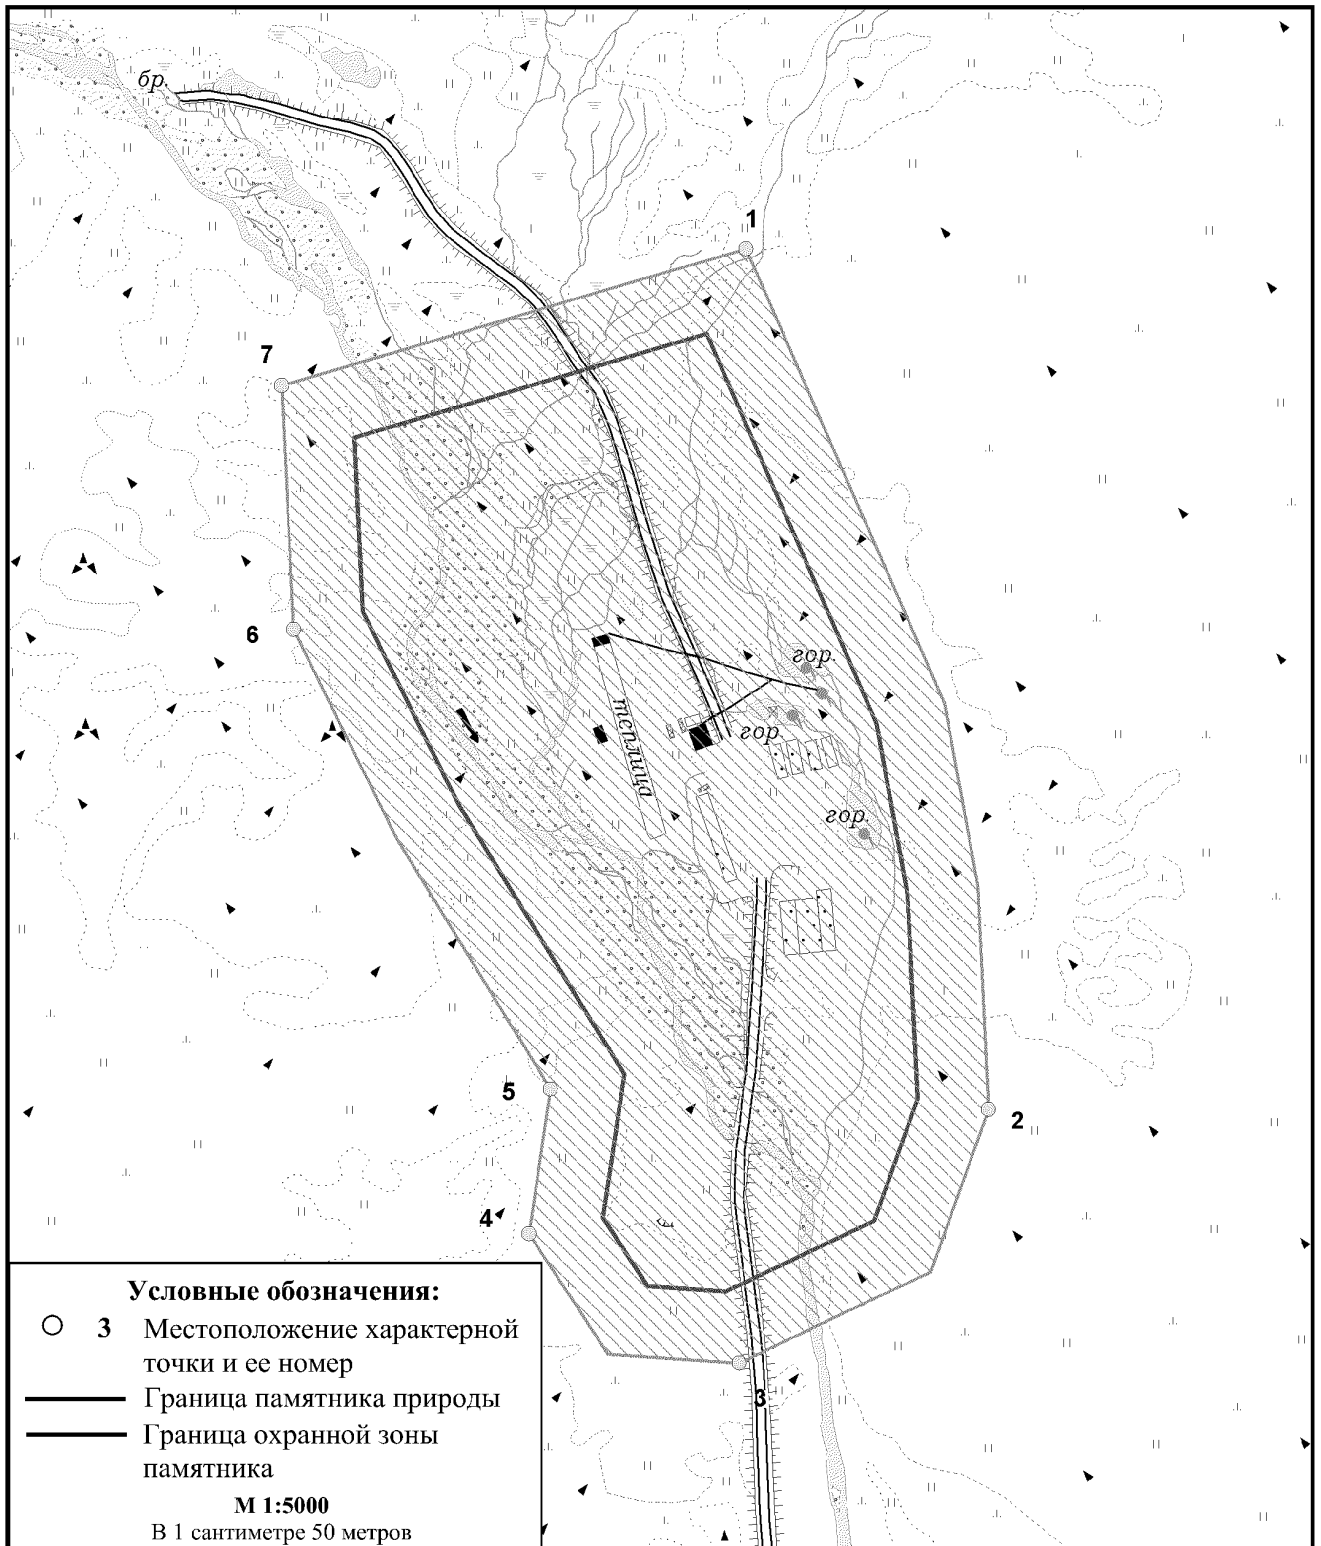 бр.
1
7
6
гор.
теплица
гор.
гор.
5
2
4
3
Условные обозначения:
3 Местоположение характерной
точки и ее номер
Граница памятника природы
Граница охранной зоны
памятника
М 1:5000
В 1 сантиметре 50 метров